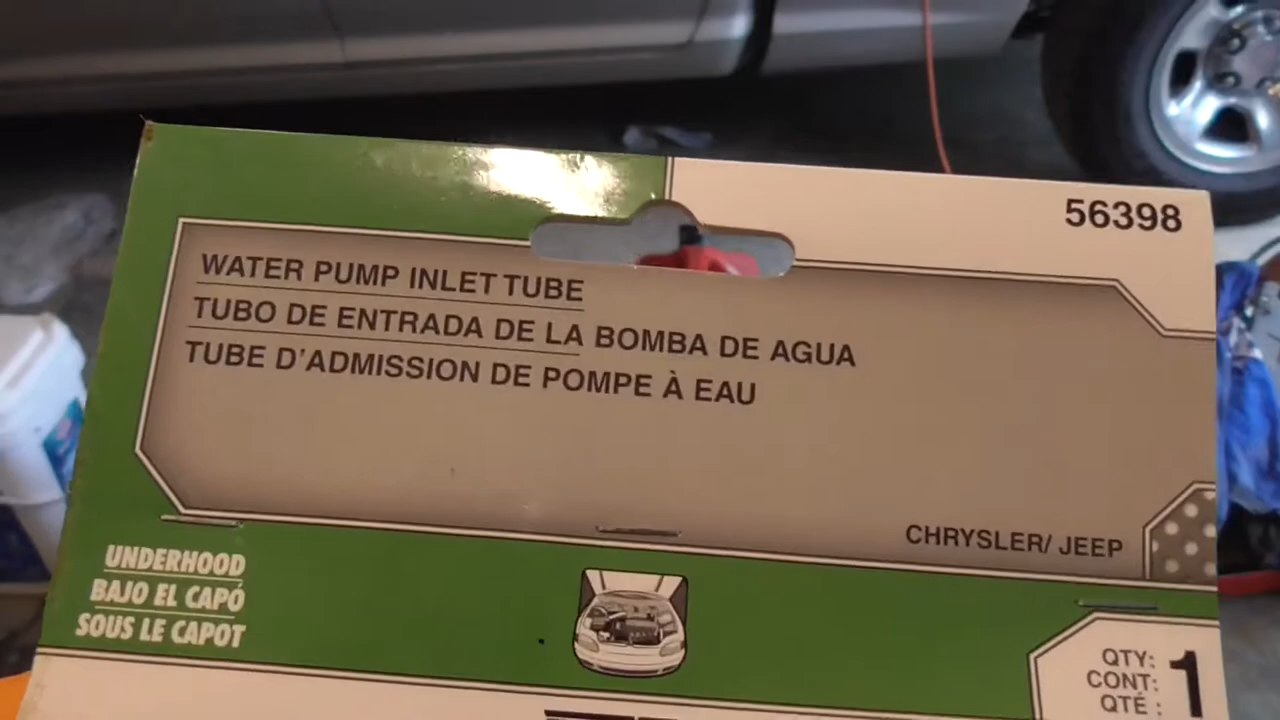 56398
WATER PUMP INLET TUBE
TUBO DE ENTRADA DE LA BOMBA DE AGUA
TUBE D'ADMISSION DE POMPE À EAU
CHRYSLER/ JEEP
UNDERHOOD
BAJO EL CAPÓ
SOUS LE CAPOT
QTY: 1
CONT:
QTÉ :